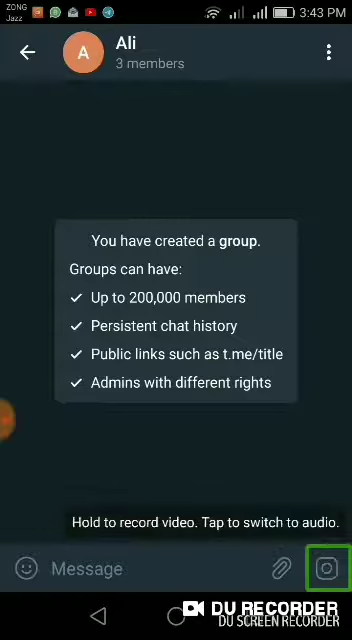 ZONG
Jazz
3:43 PM
A
Ali
3 members
You have created a group.
Groups can have:
Up to 200,000 members
Persistent chat history
Public links such as t.me/title
Admins with different rights
Hold to record video. Tap to switch to audio.
Message
DU RECORDER
DU SCREEN RECORDER